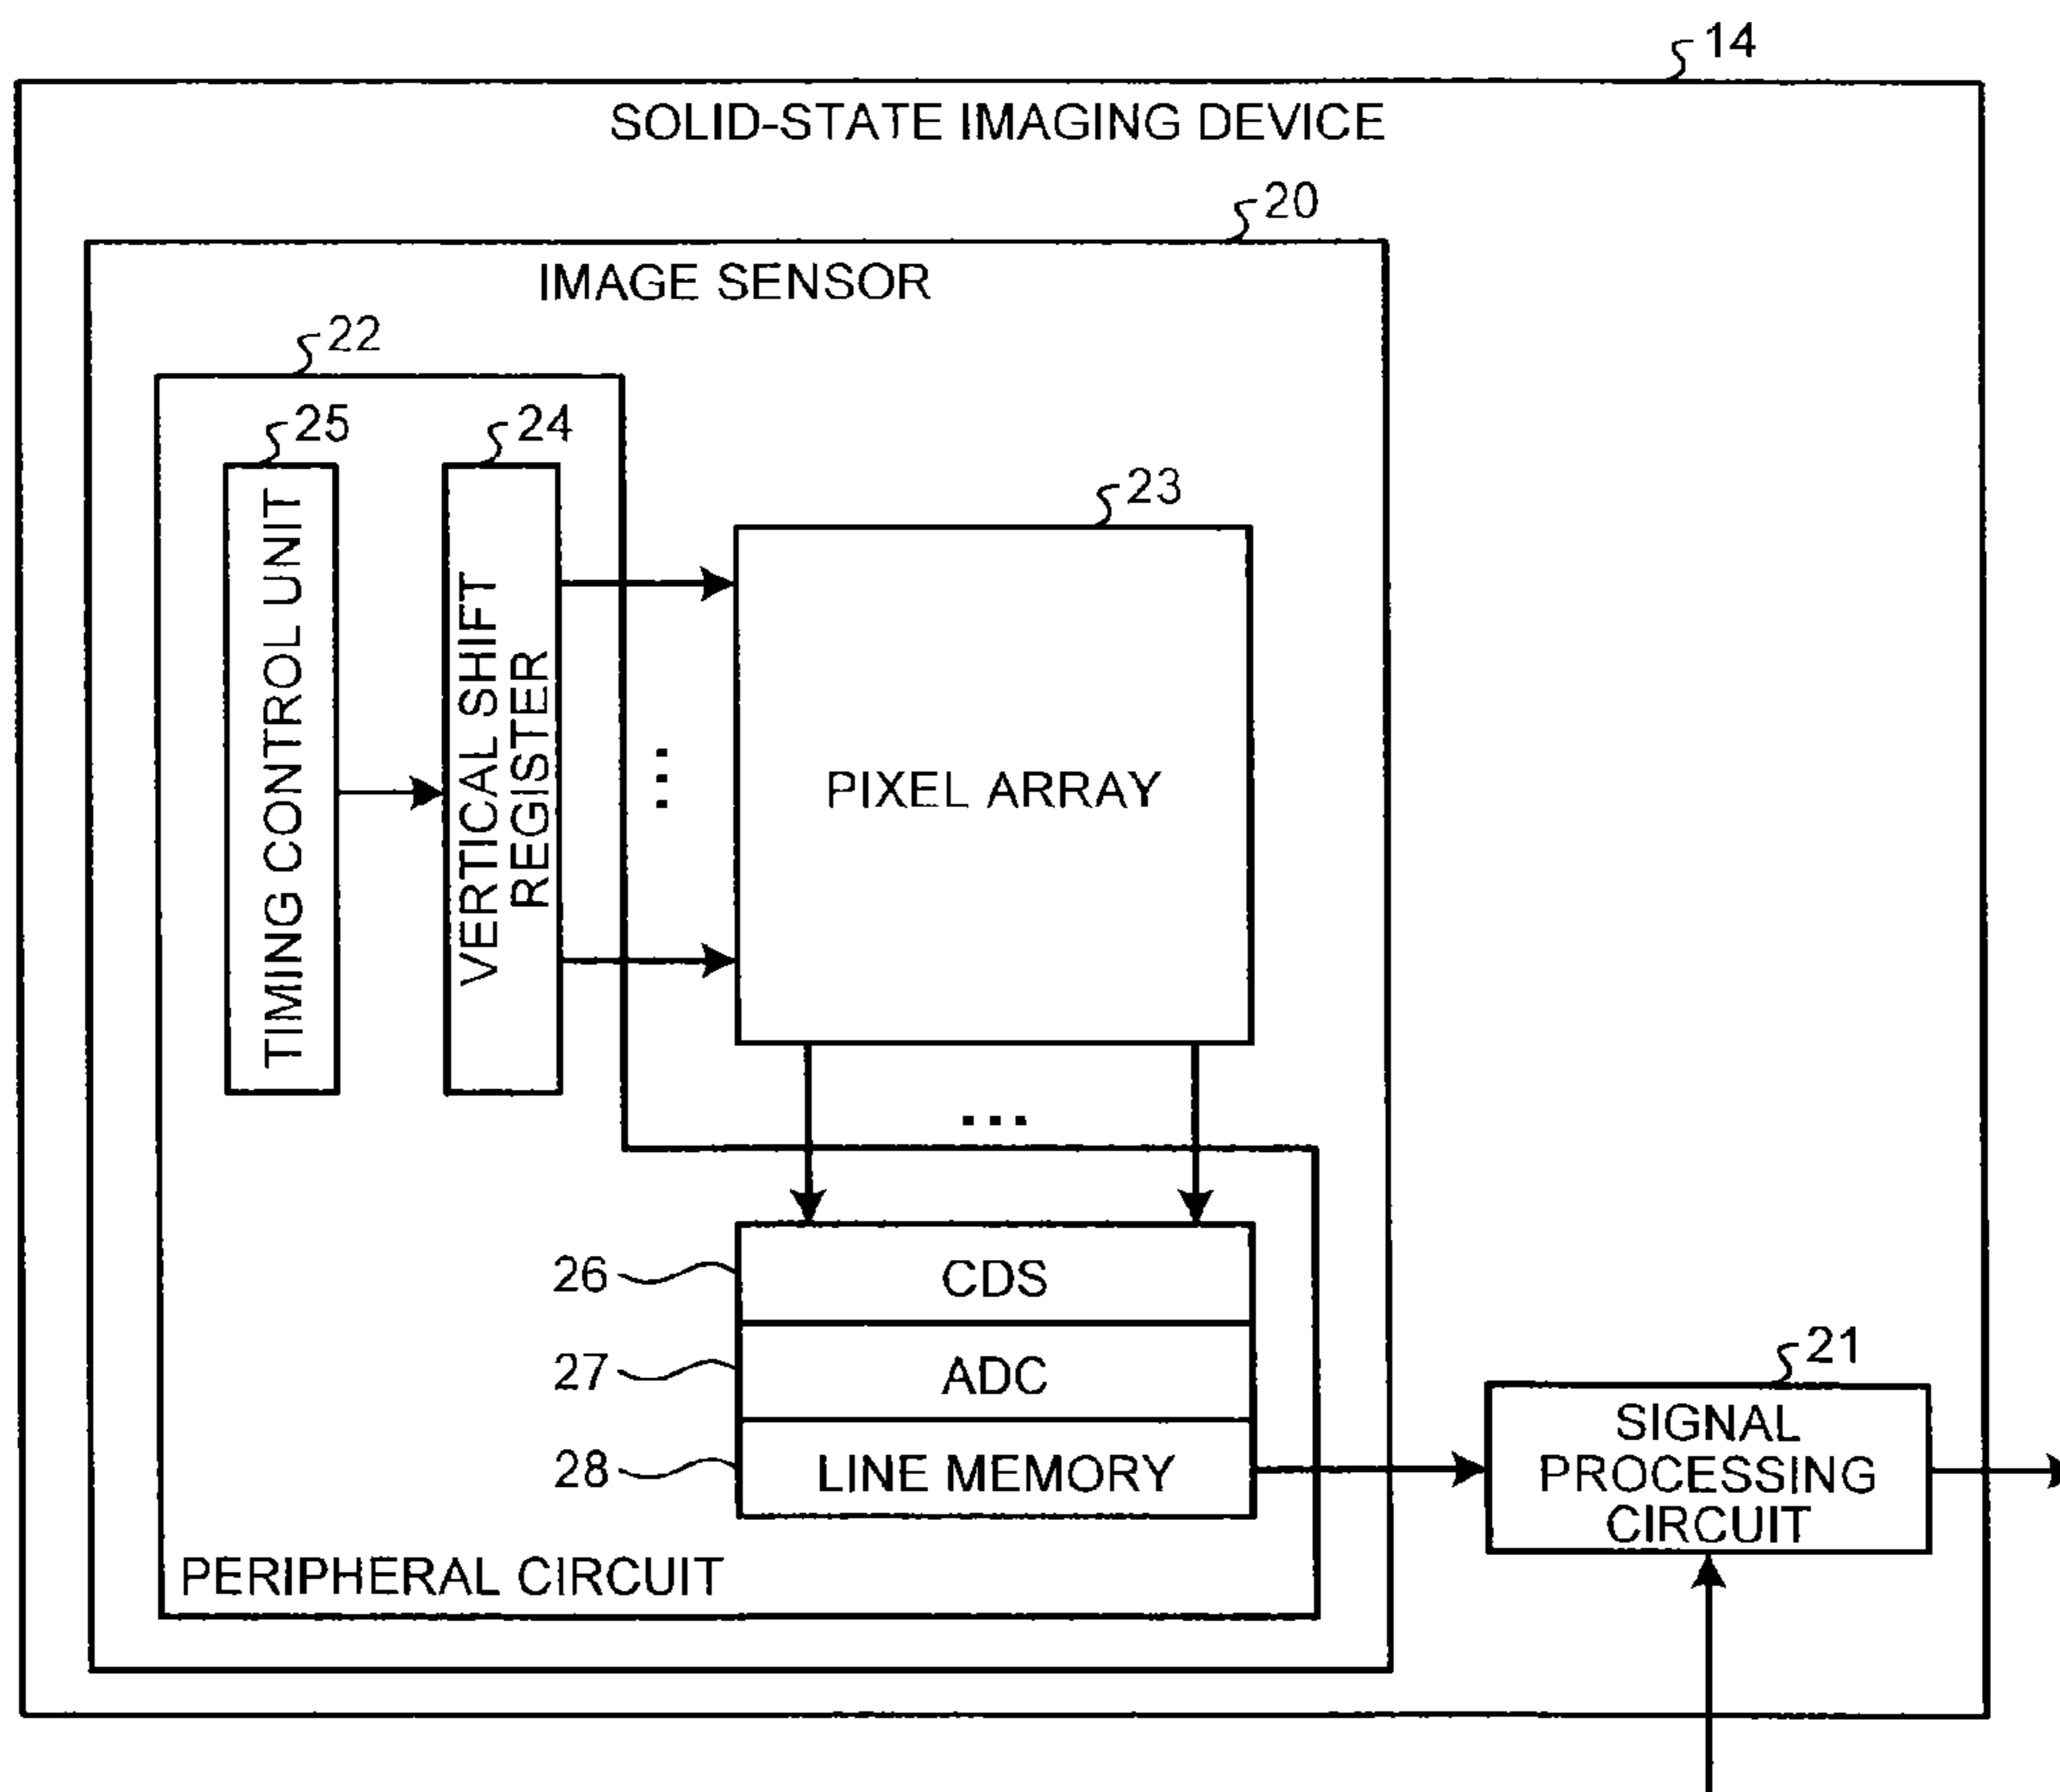 14
SOLID-STATE IMAGING DEVICE
20
IMAGE SENSOR
22
25
24
23
TIMING CONTROL UNIT
VERTICAL SHIFT
REGISTER
PIXEL ARRAY
26
CDS
27
ADC
28
LINE MEMORY
21
SIGNAL
PROCESSING
CIRCUIT
PERIPHERAL CIRCUIT